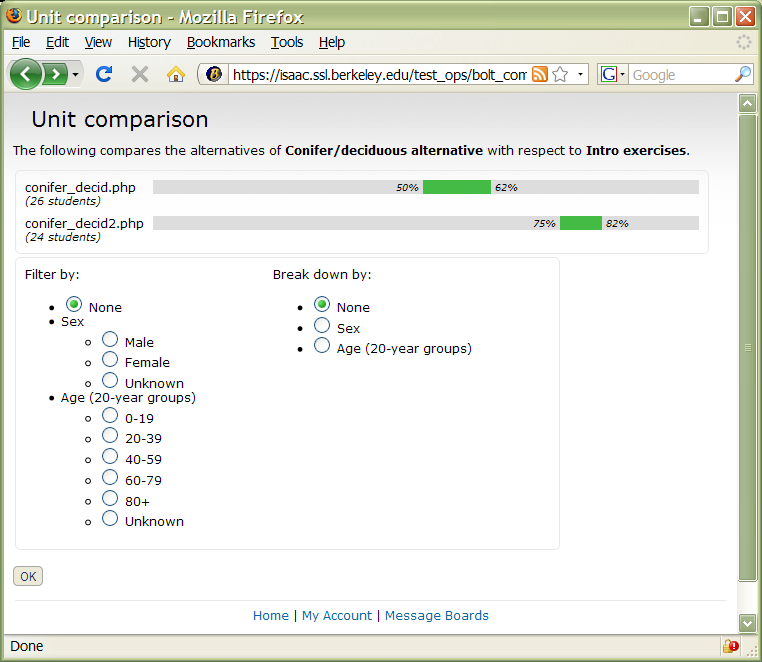 Unit comparison - Mozilla Firefox
File Edit View History Bookmarks Tools Help
https://isaac.ssl.berkeley.edu/test_ops/bolt_com
G Google
Unit comparison
The following compares the alternatives of Conifer/deciduous alternative with respect to Intro exercises.
conifer_decid.php 50% 62%
(26 students)
conifer_decid2.php 75% 82%
(24 students)
Filter by: Break down by:
None None
Sex Sex
Male Age (20-year groups)
Female
Unknown
Age (20-year groups)
0-19
20-39
40-59
60-79
80+
Unknown
OK
Home | My Account | Message Boards
Done